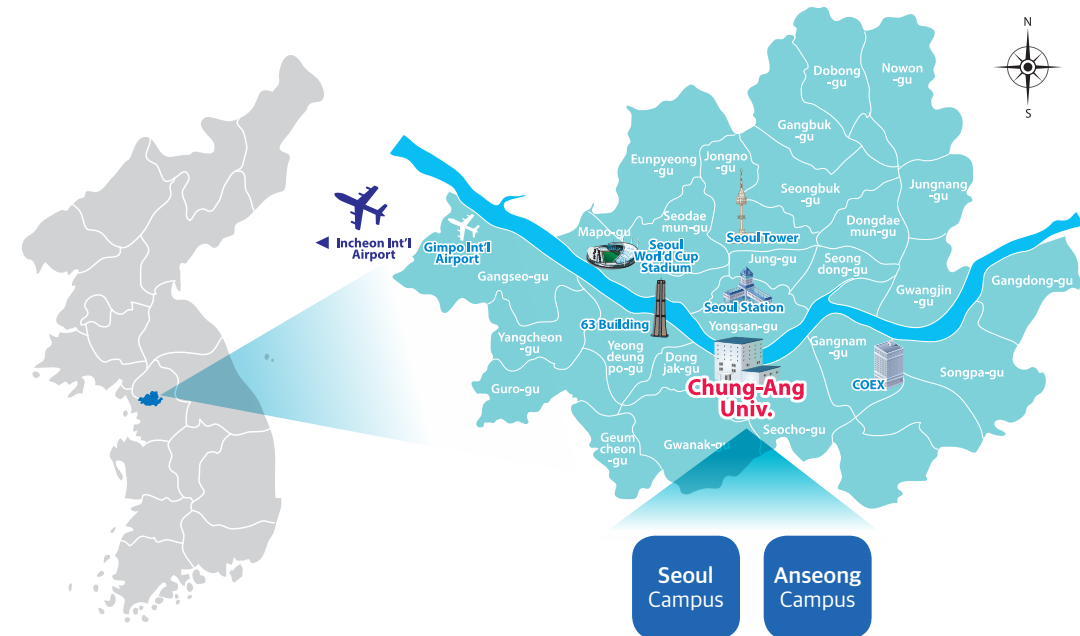 N
S
Dobong
-gu
Nowon
-gu
Gangbuk
-gu
Eunpyeong
-gu
Jongno
-gu
Seongbuk
-gu
Jungnang
-gu
Seodae
mun-gu
Dongdae
mun-gu
Mapo-gu
Seoul Tower
Seoul
World Cup
Stadium
Jung-gu
Seong
dong-gu
Incheon Int'l
Airport
Gimpo Int'l
Airport
Gangseo-gu
Gwangjin
-gu
Gangdong-gu
Seoul Station
63 Building
Yongsan-gu
Yangcheon
-gu
Yeong
deung
po-gu
Dong
jak-gu
Gangnam
-gu
COEX
Songpa-gu
Guro-gu
Chung-Ang
Univ.
Geum
cheon
-gu
Gwanak-gu
Seocho-gu
Seoul
Campus
Anseong
Campus